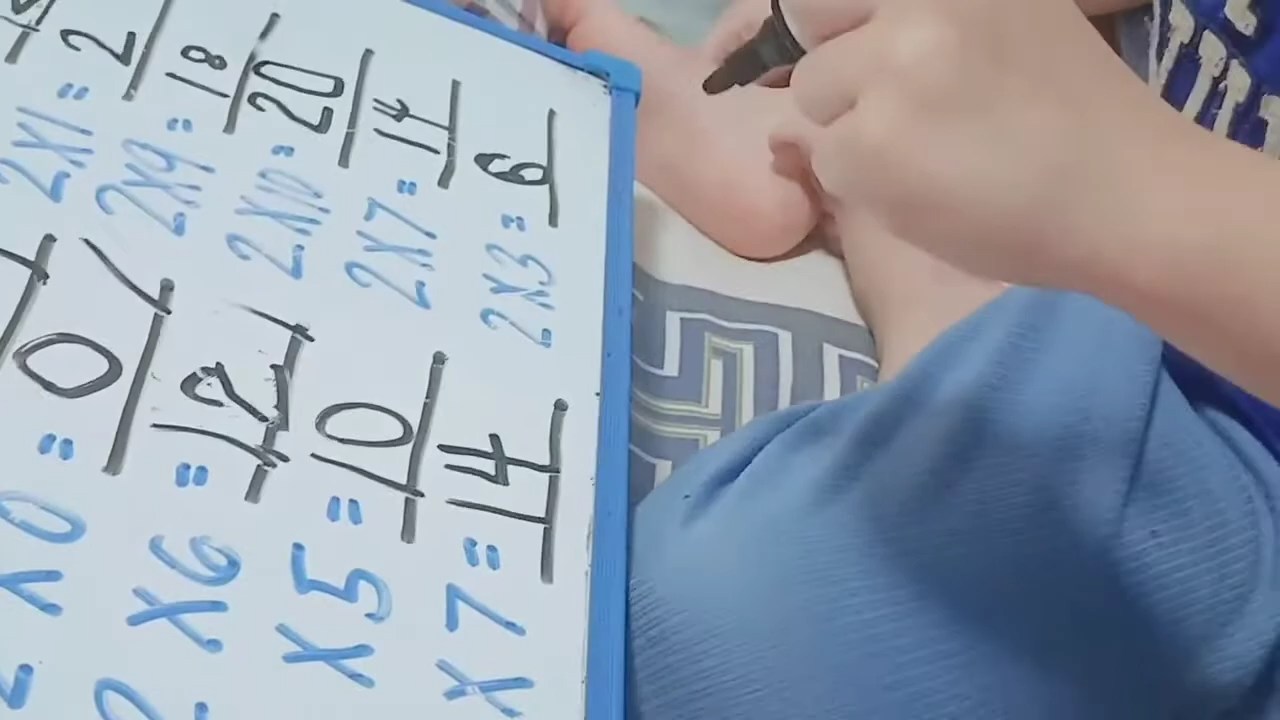 2 X 0 = 0
2 X 6 = 12
X 5 = 10
X 7 = 14
2 X 1 = 2
2 X 9 = 18
2 X 10 = 20
2 X 7 = 14
2 X 3 = 6